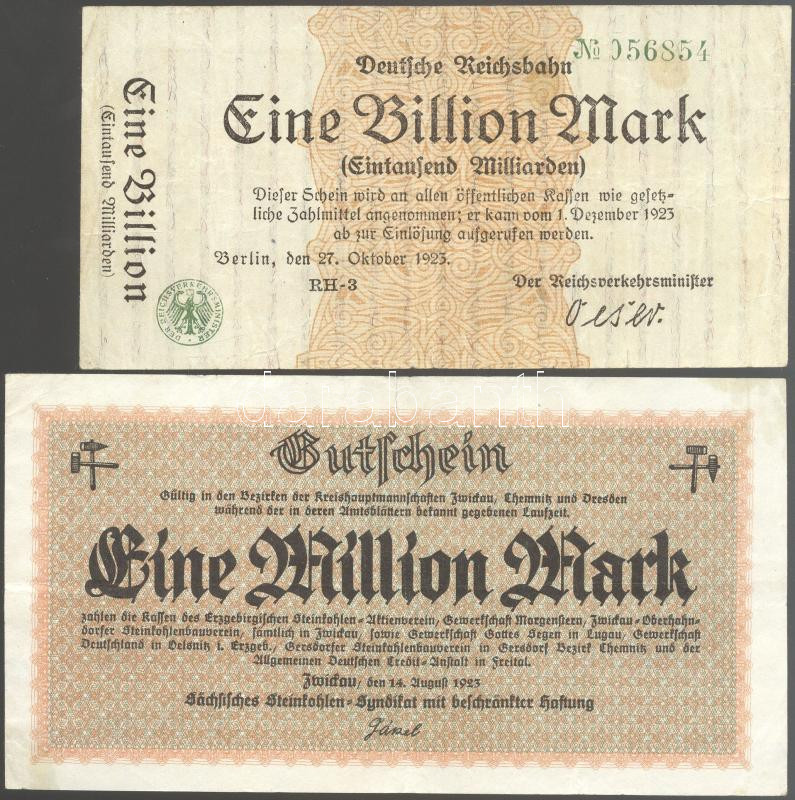 № 056854
Deutsche Reichsbahn
Eine Billion Mark
(Eintausend Milliarden)
Dieser Schein wird an allen öffentlichen Kassen wie gesetz-
liche Zahlmittel angenommen; er kann vom 1. Dezember 1923
ab zur Einlösung aufgerufen werden.
Berlin, den 27. Oktober 1923.
RH-3
Der Reichsverkehrsminister
Oeser.
Eine Billion
(Eintausend Milliarden)
DER REICHSVERKEHRSMINISTER
darabanth
Gutschein
Gültig in den Bezirken der Kreishauptmannschaften Zwickau, Chemnitz und Dresden
während der in deren Amtsblättern bekannt gegebenen Laufzeit.
Eine Million Mark
zahlen die Kassen des Erzgebirgischen Steinkohlen-Aktienverein, Gewerkschaft Morgenstern, Zwickau-Oberhohn-
dorfer Steinkohlenbauverein, sämtlich in Zwickau, sowie Gewerkschaft Gottes Segen in Lugau, Gewerkschaft
Deutschland in Oelsnitz i. Erzgeb., Gersdorfer Steinkohlenbauverein in Gersdorf Bezirk Chemnitz und der
Allgemeinen Deutschen Credit-Anstalt in Freital.
Zwickau, den 14. August 1923
Sächsisches Steinkohlen-Syndikat mit beschränkter Haftung